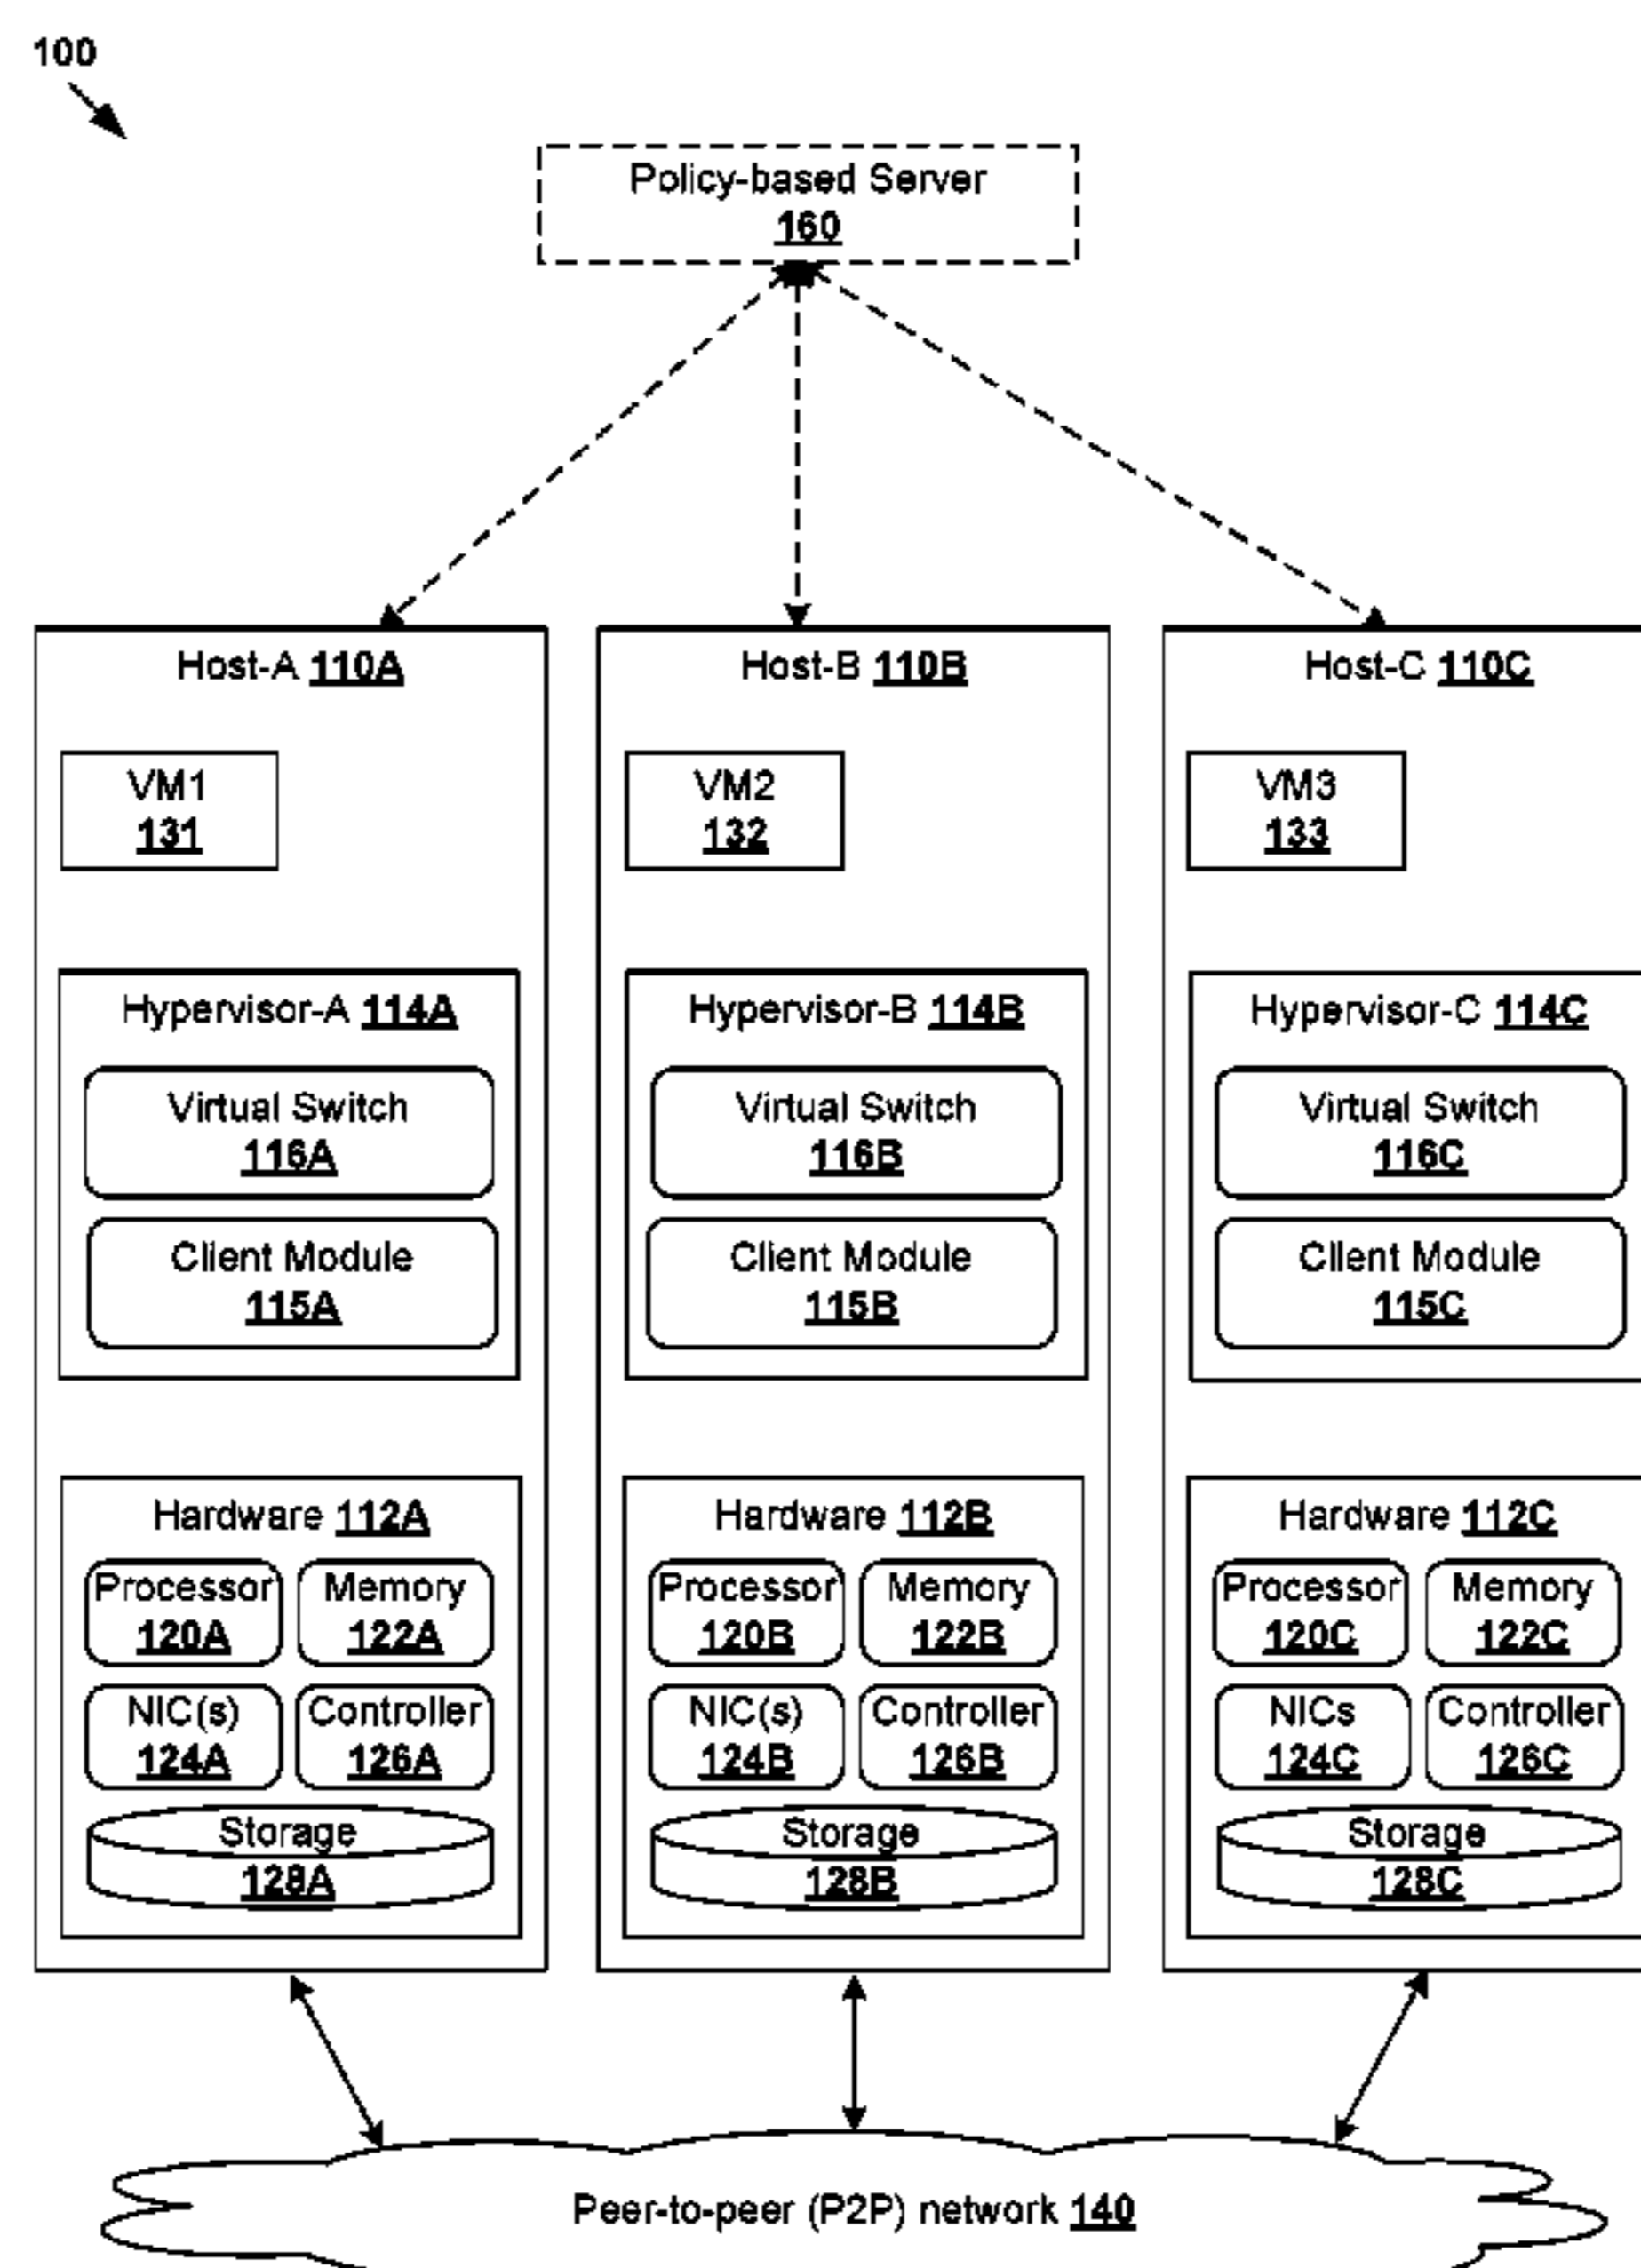 100
Policy-based Server
160
Host-A 110A
VM1
131
Hypervisor-A 114A
Virtual Switch
116A
Client Module
115A
Hardware 112A
Processor
120A
Memory
122A
NIC(s)
124A
Controller
126A
Storage
128A
Host-B 110B
VM2
132
Hypervisor-B 114B
Virtual Switch
116B
Client Module
115B
Hardware 112B
Processor
120B
Memory
122B
NIC(s)
124B
Controller
126B
Storage
128B
Host-C 110C
VM3
133
Hypervisor-C 114C
Virtual Switch
116C
Client Module
115C
Hardware 112C
Processor
120C
Memory
122C
NICs
124C
Controller
126C
Storage
128C
Peer-to-peer (P2P) network 140